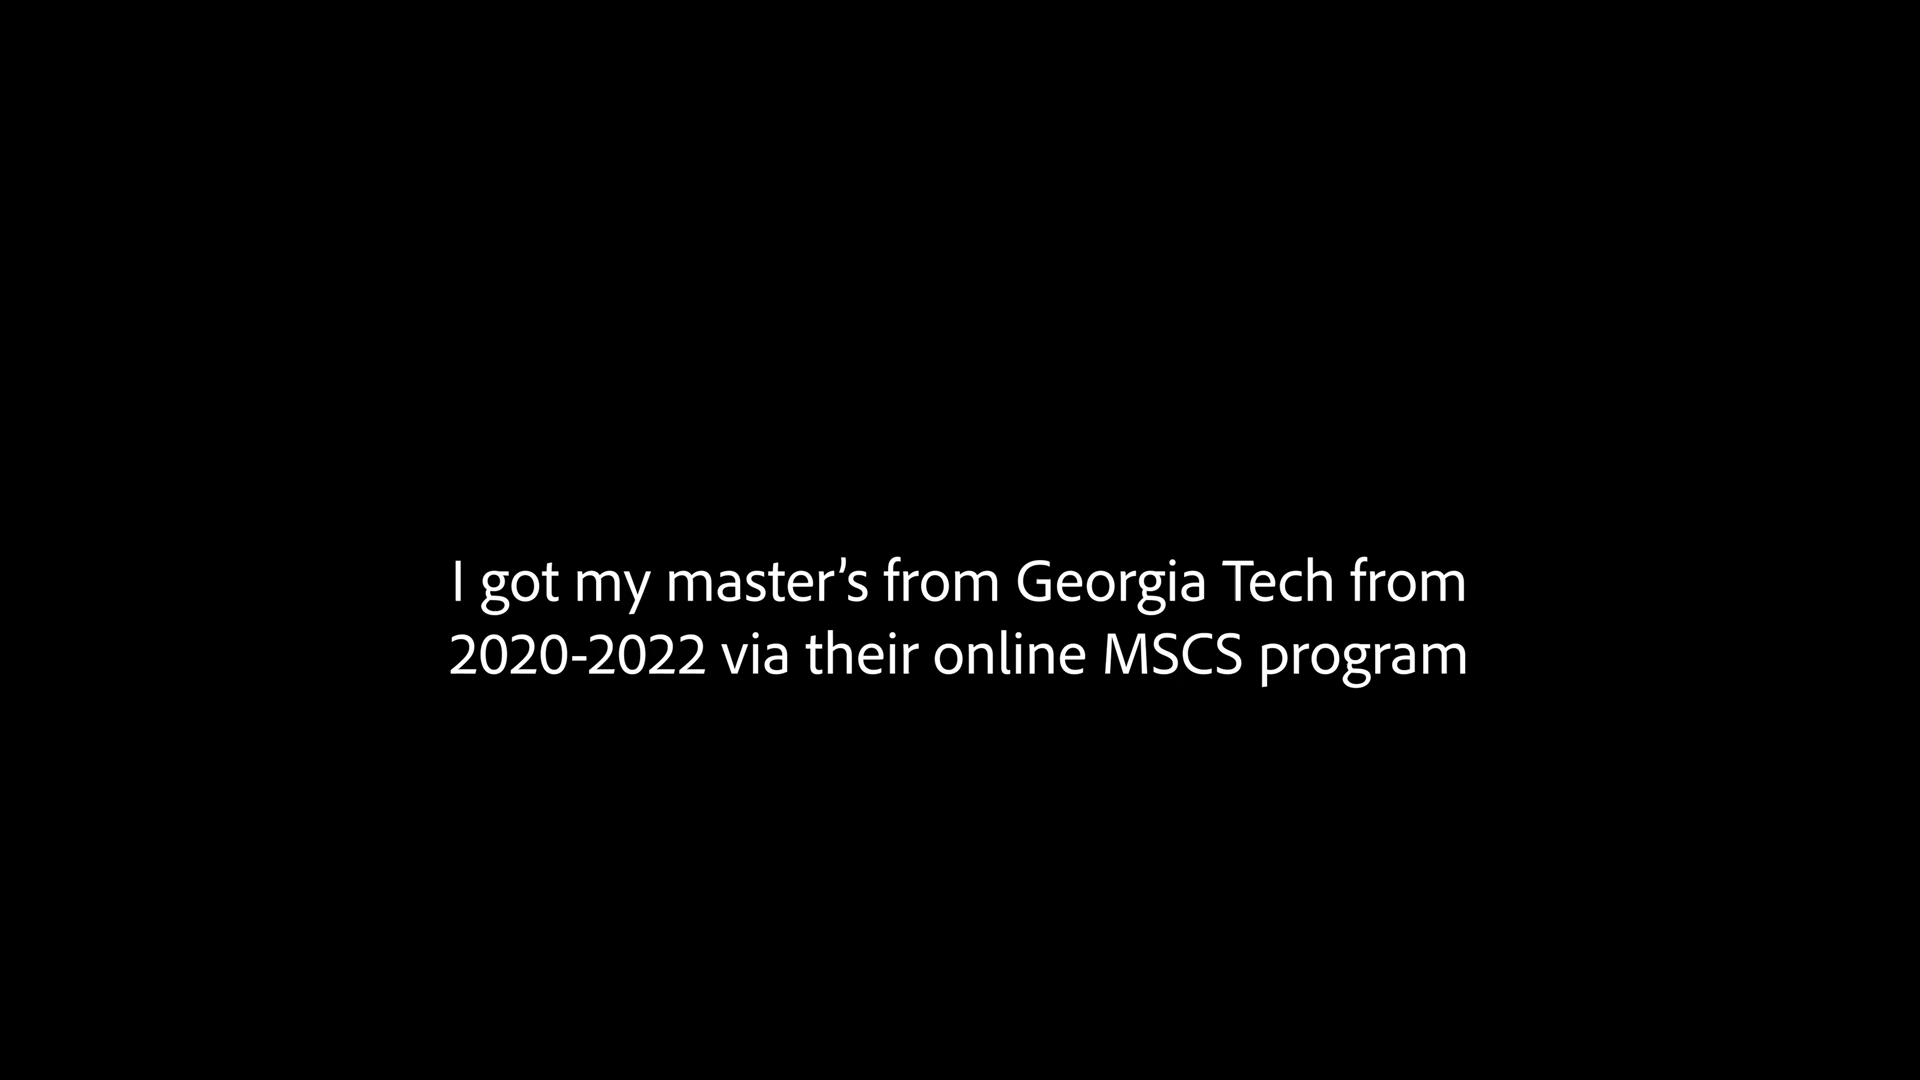 I got my master’s from Georgia Tech from
2020-2022 via their online MSCS program